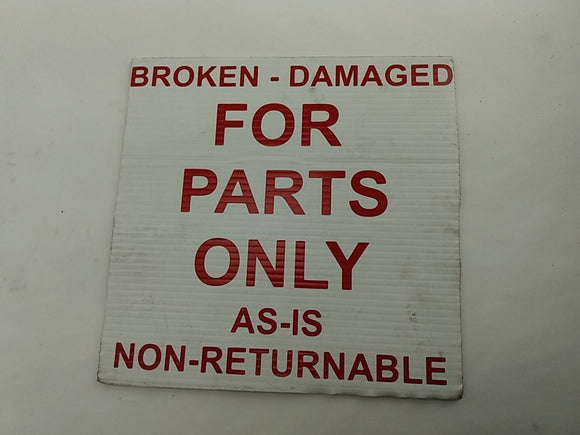 BROKEN - DAMAGED
FOR
PARTS
ONLY
AS-IS
NON-RETURNABLE